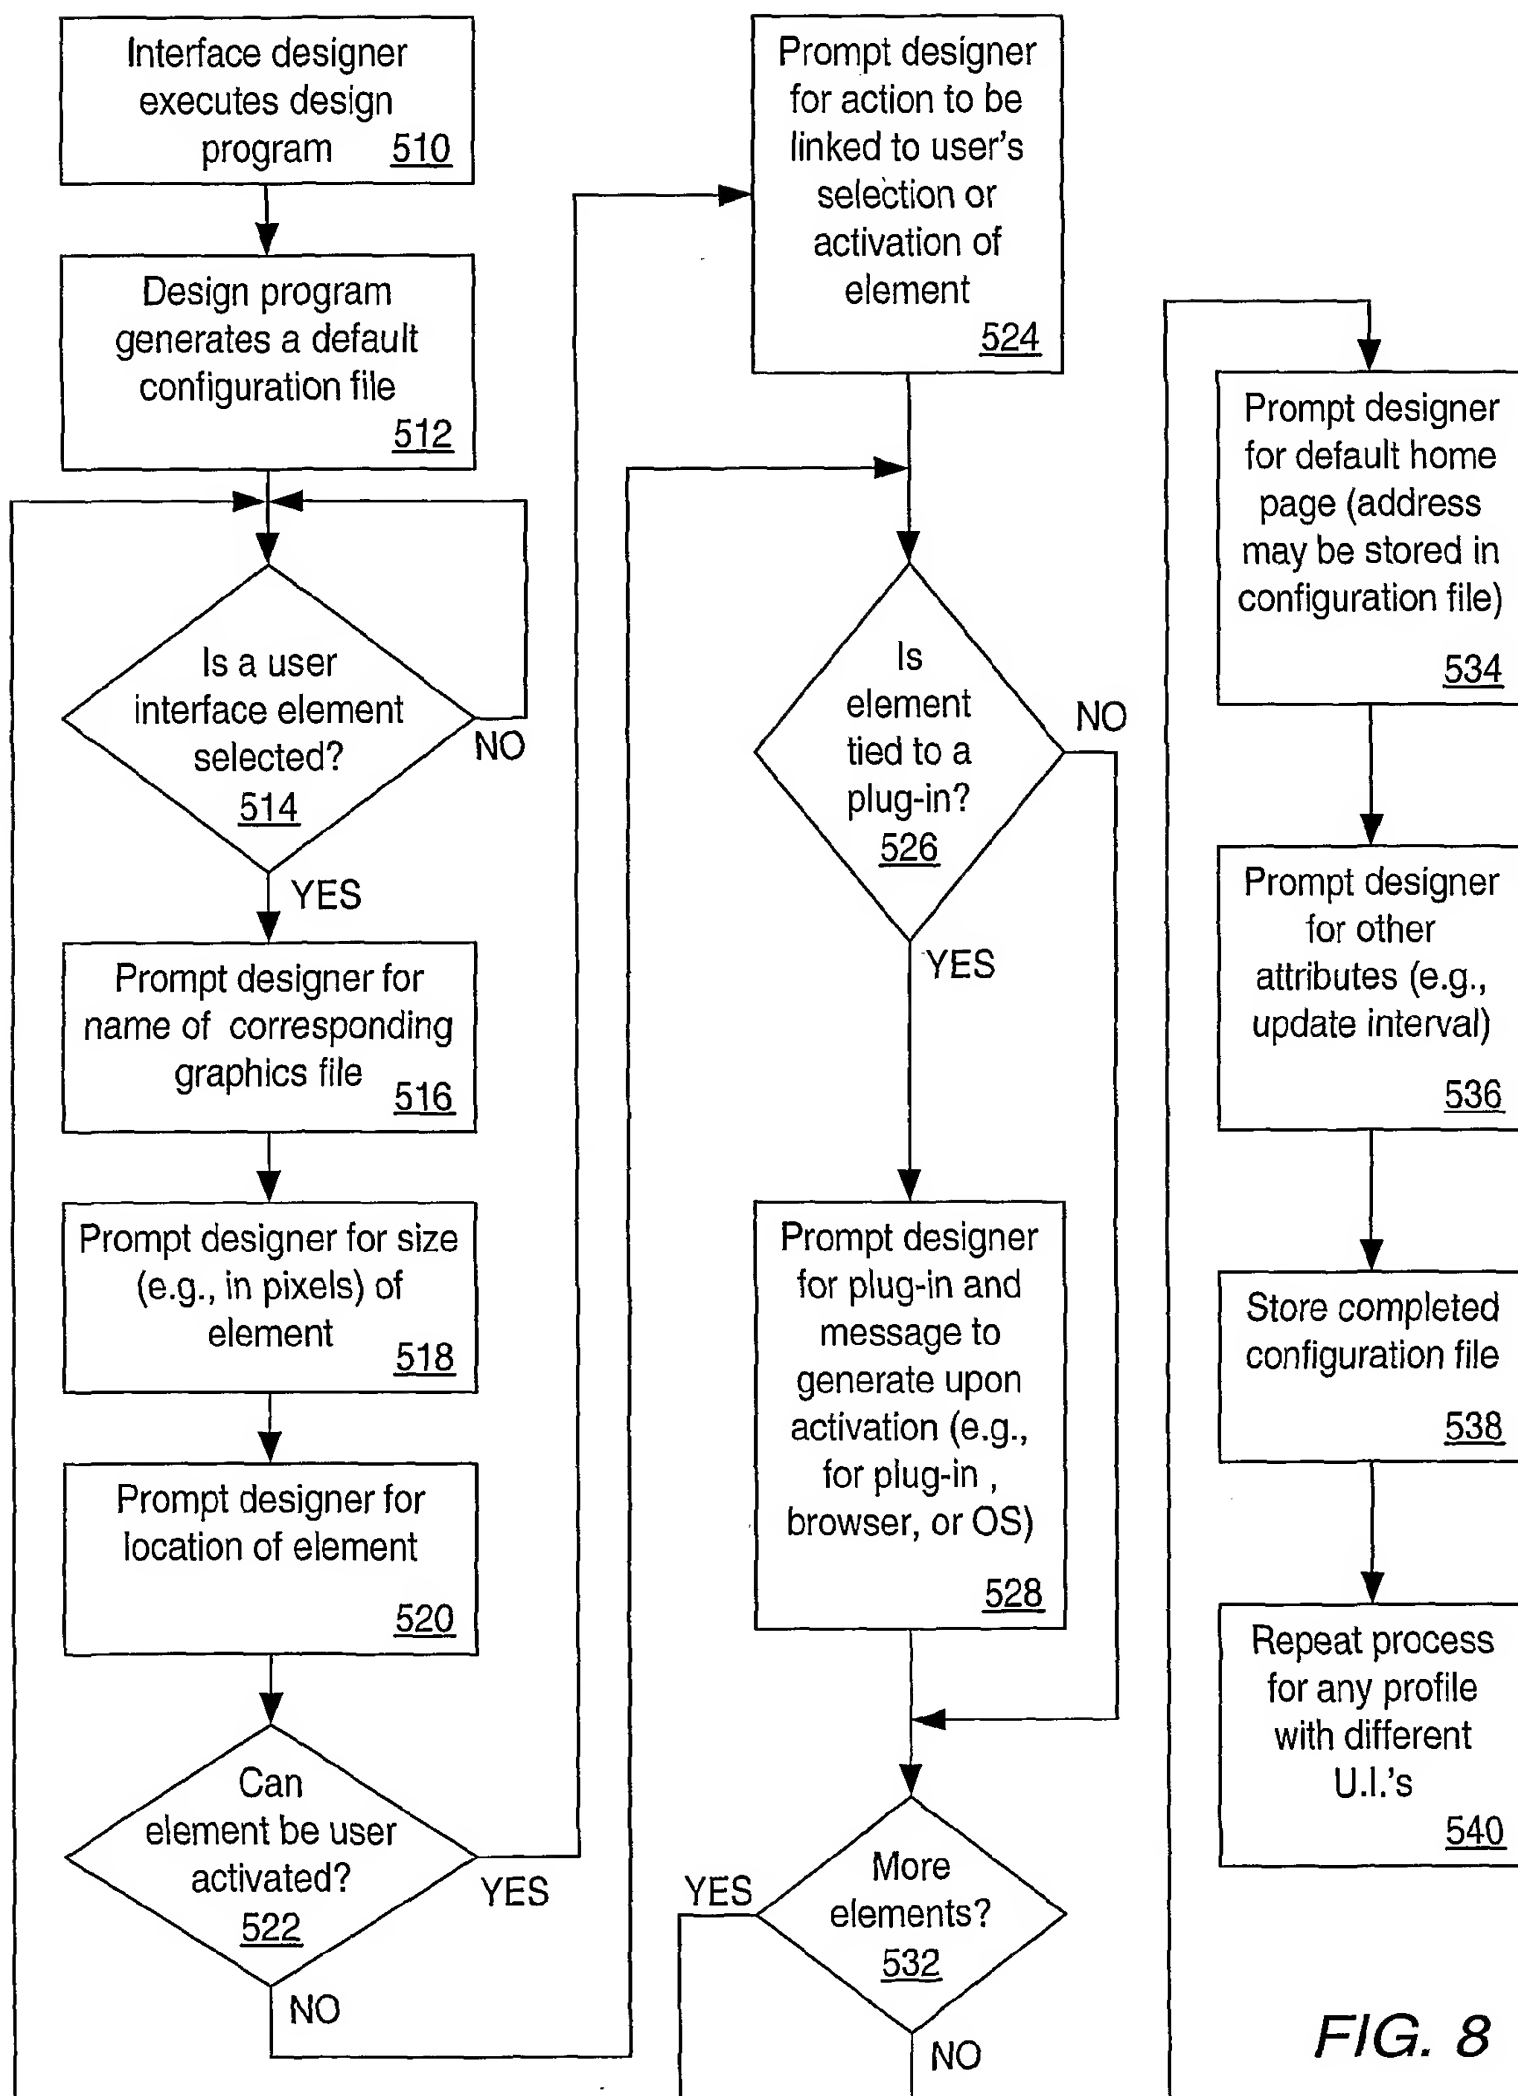 Interface designer
executes design
program 510
Design program
generates a default
configuration file
512
Is a user
interface element
selected?
514
NO
YES
Prompt designer for
name of corresponding
graphics file
516
Prompt designer for size
(e.g., in pixels) of
element
518
Prompt designer for
location of element
520
Can
element be user
activated?
522
YES
NO
Prompt designer
for action to be
linked to user's
selection or
activation of
element
524
Is
element
tied to a
plug-in?
526
NO
YES
Prompt designer
for plug-in and
message to
generate upon
activation (e.g.,
for plug-in ,
browser, or OS)
528
More
elements?
532
YES
NO
Prompt designer
for default home
page (address
may be stored in
configuration file)
534
Prompt designer
for other
attributes (e.g.,
update interval)
536
Store completed
configuration file
538
Repeat process
for any profile
with different
U.I.'s
540
FIG. 8